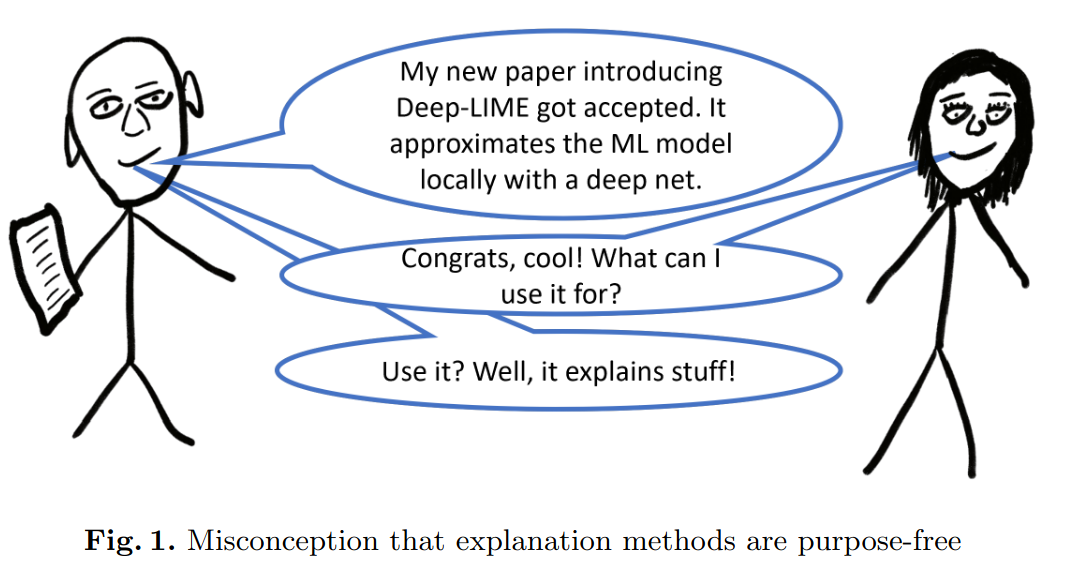 My new paper introducing
Deep-LIME got accepted. It
approximates the ML model
locally with a deep net.
Congrats, cool! What can I
use it for?
Use it? Well, it explains stuff!
Fig. 1. Misconception that explanation methods are purpose-free